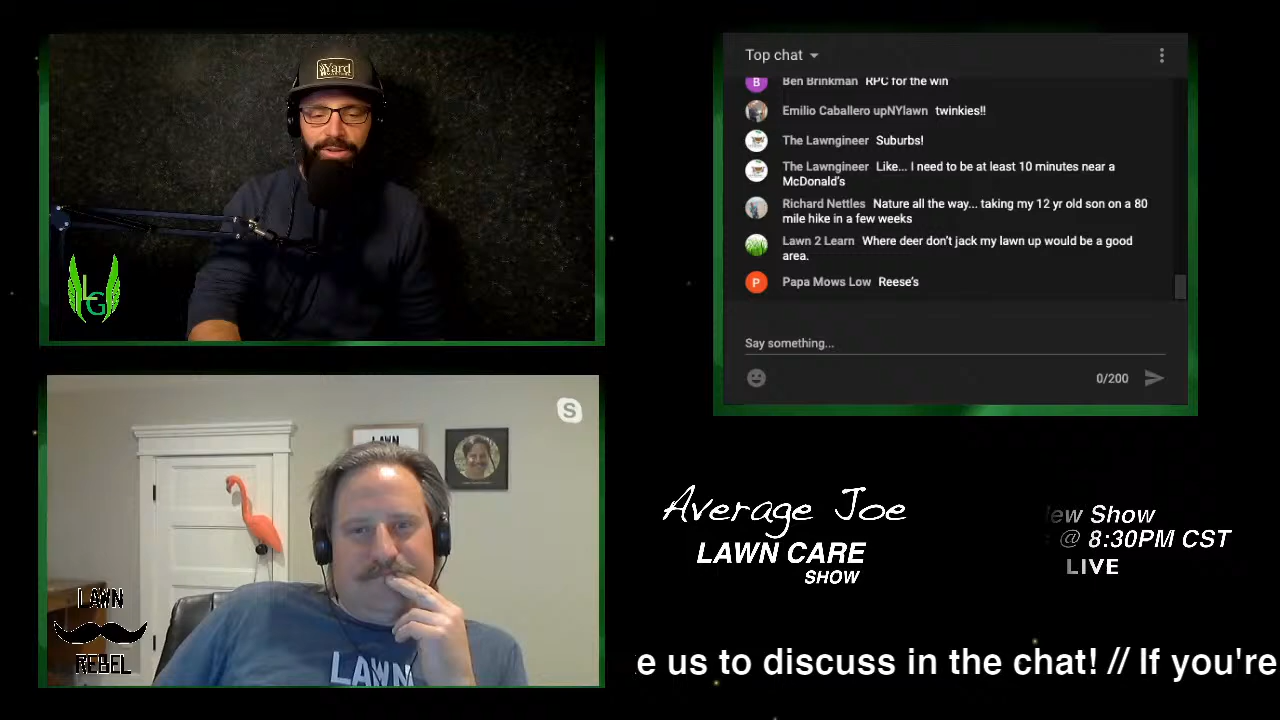 Yard
LG
Top chat
Ben Brinkman RPC for the win
Emilio Caballero upNYlawn twinkies!!
The Lawngineer Suburbs!
The Lawngineer Like... I need to be at least 10 minutes near a
McDonald's
Richard Nettles Nature all the way... taking my 12 yr old son on a 80
mile hike in a few weeks
Lawn 2 Learn Where deer don't jack my lawn up would be a good
area.
P Papa Mows Low Reese's
Say something...
0/200
S
LAWN
LAWN
REBEL
LAWN
Average Joe
LAWN CARE
SHOW
ew Show
@ 8:30PM CST
LIVE
e us to discuss in the chat! // If you're